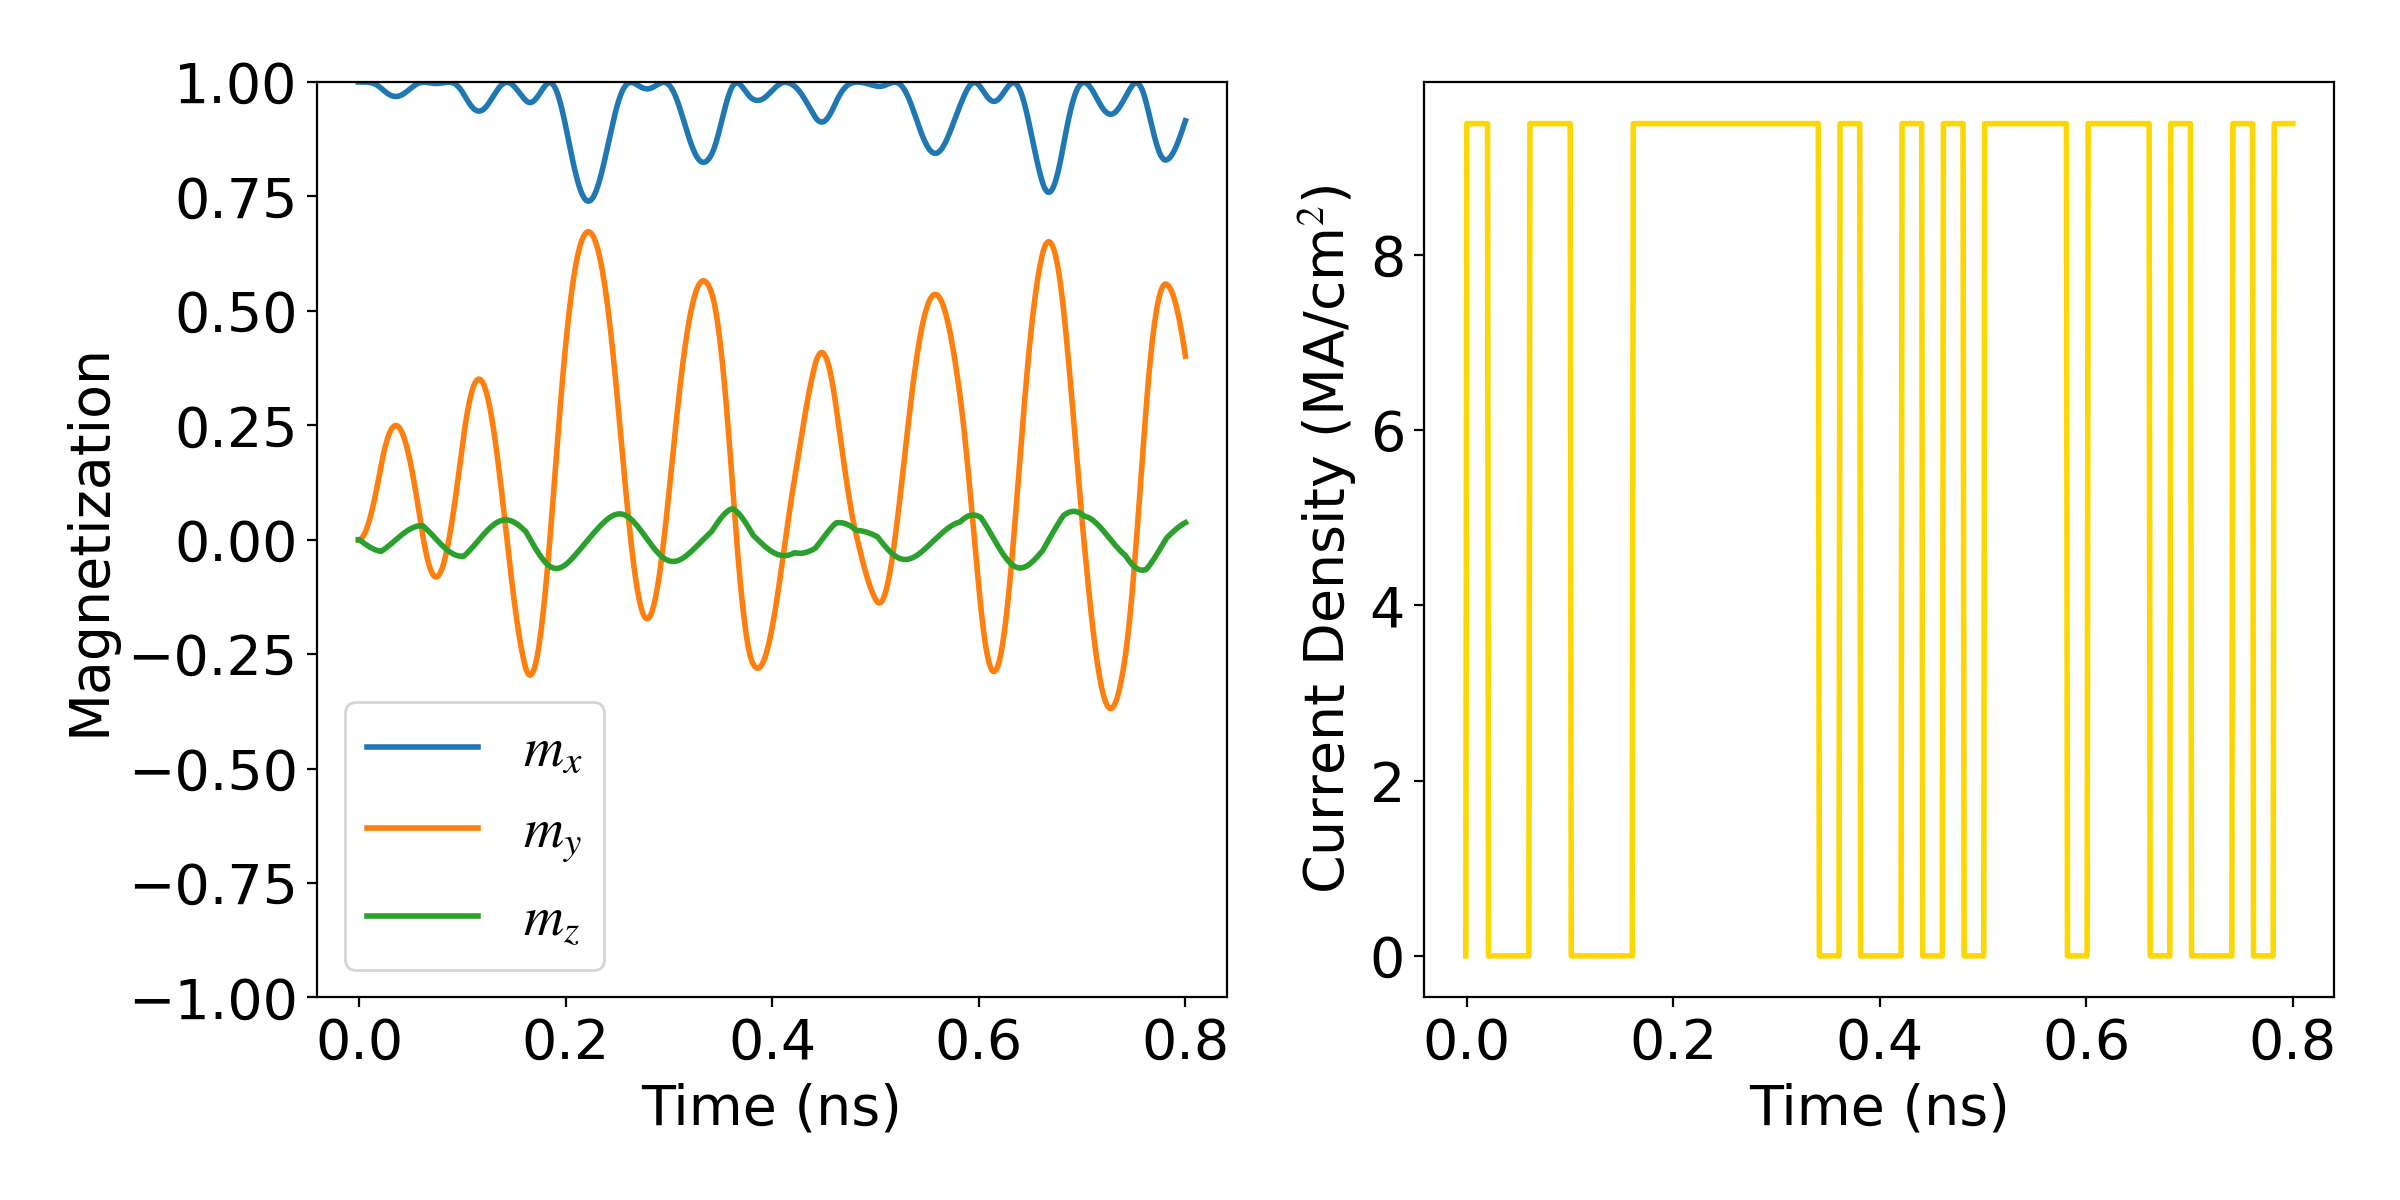 Magnetization
1.00
0.75
0.50
0.25
0.00
−0.25
−0.50
−0.75
−1.00
0.0 0.2 0.4 0.6 0.8
Time (ns)
m_x
m_y
m_z
Current Density (MA/cm²)
8
6
4
2
0
0.0 0.2 0.4 0.6 0.8
Time (ns)